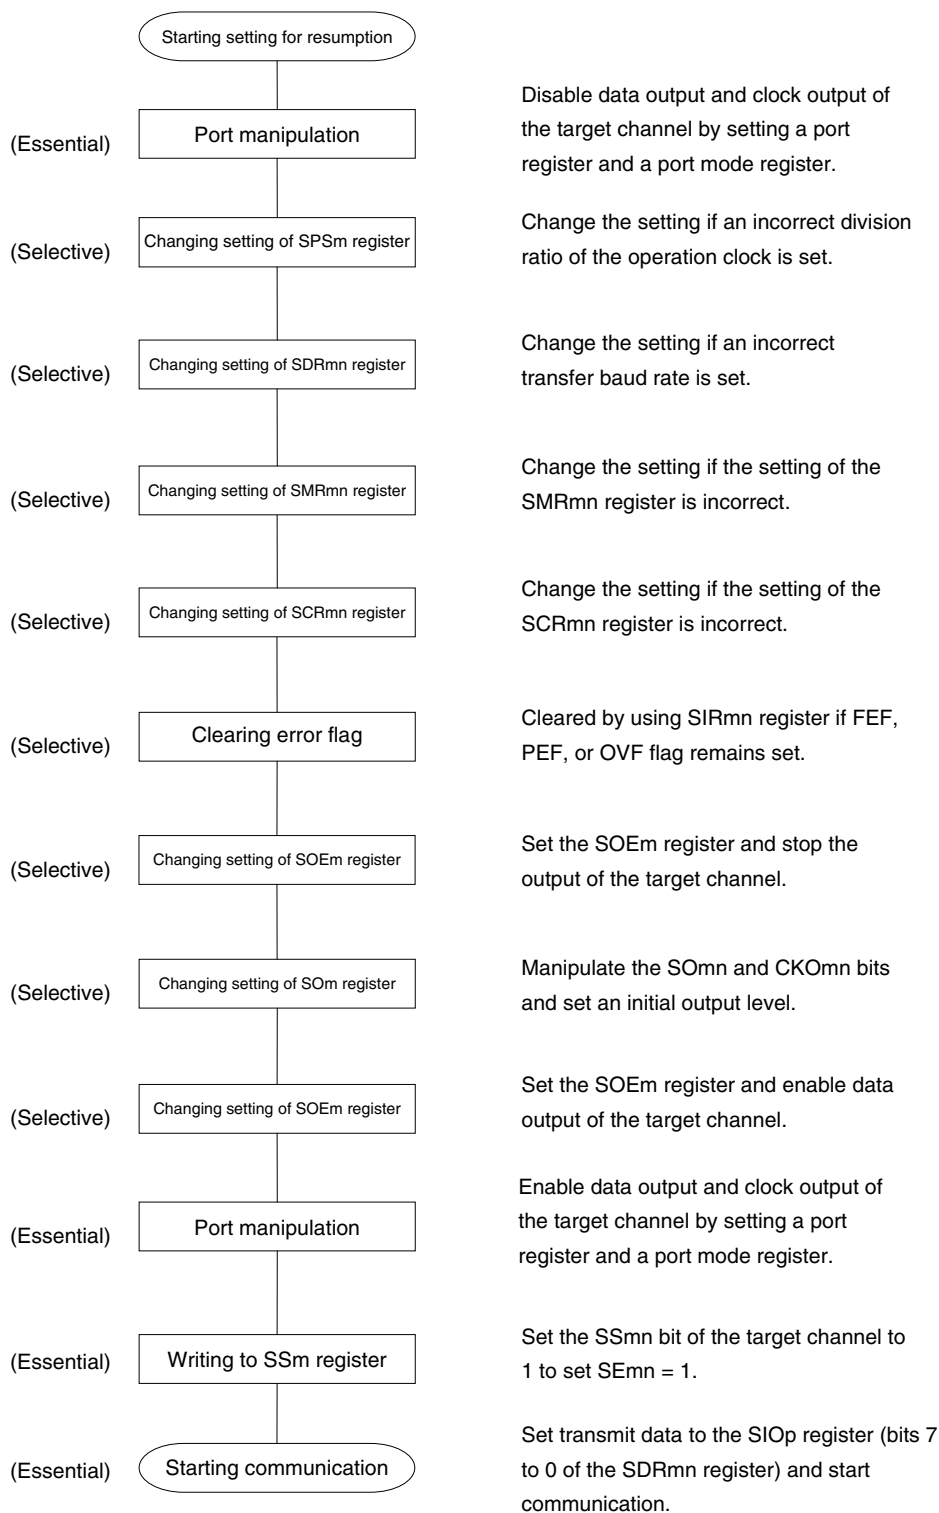 Starting setting for resumption
(Essential)
Port manipulation
Disable data output and clock output of
the target channel by setting a port
register and a port mode register.
(Selective)
Changing setting of SPSm register
Change the setting if an incorrect division
ratio of the operation clock is set.
(Selective)
Changing setting of SDRmn register
Change the setting if an incorrect
transfer baud rate is set.
(Selective)
Changing setting of SMRmn register
Change the setting if the setting of the
SMRmn register is incorrect.
(Selective)
Changing setting of SCRmn register
Change the setting if the setting of the
SCRmn register is incorrect.
(Selective)
Clearing error flag
Cleared by using SIRmn register if FEF,
PEF, or OVF flag remains set.
(Selective)
Changing setting of SOEm register
Set the SOEm register and stop the
output of the target channel.
(Selective)
Changing setting of SOm register
Manipulate the SOmn and CKOmn bits
and set an initial output level.
(Selective)
Changing setting of SOEm register
Set the SOEm register and enable data
output of the target channel.
(Essential)
Port manipulation
Enable data output and clock output of
the target channel by setting a port
register and a port mode register.
(Essential)
Writing to SSm register
Set the SSmn bit of the target channel to
1 to set SEmn = 1.
(Essential)
Starting communication
Set transmit data to the SIOp register (bits 7
to 0 of the SDRmn register) and start
communication.